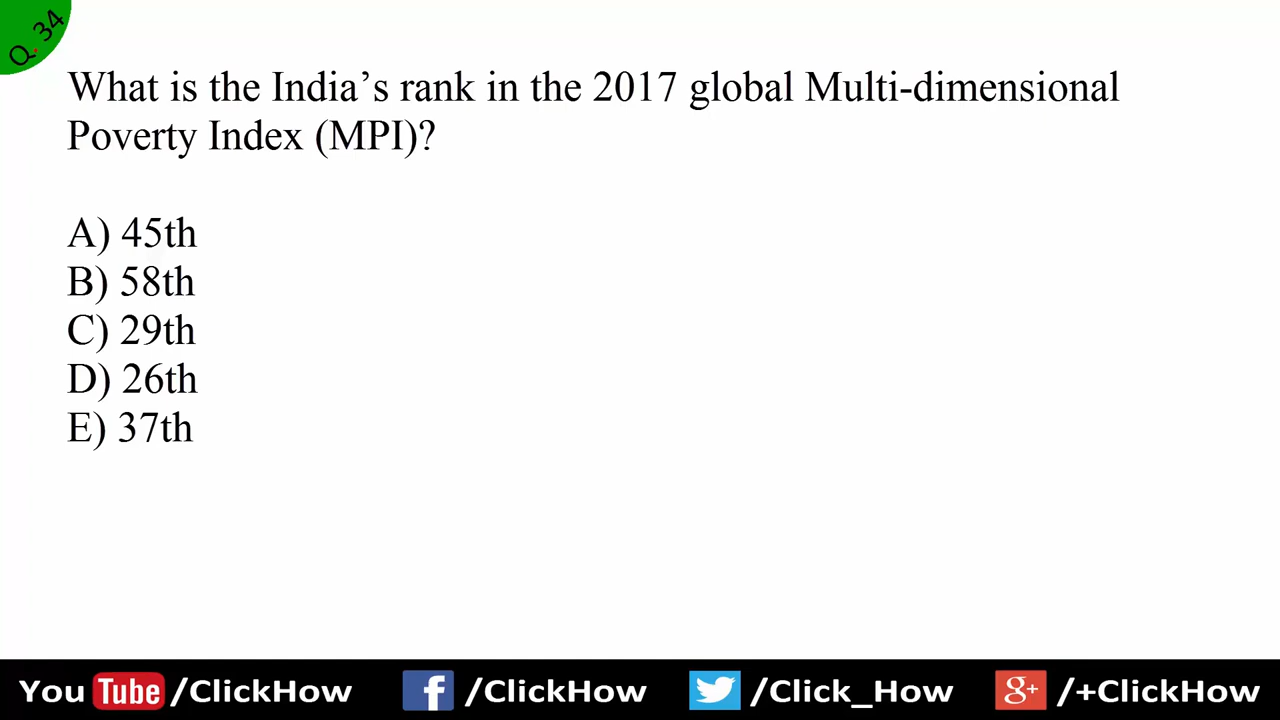 Q. 34
What is the India’s rank in the 2017 global Multi-dimensional
Poverty Index (MPI)?
A) 45th
B) 58th
C) 29th
D) 26th
E) 37th
You Tube /ClickHow f /ClickHow /Click_How g+ /+ClickHow